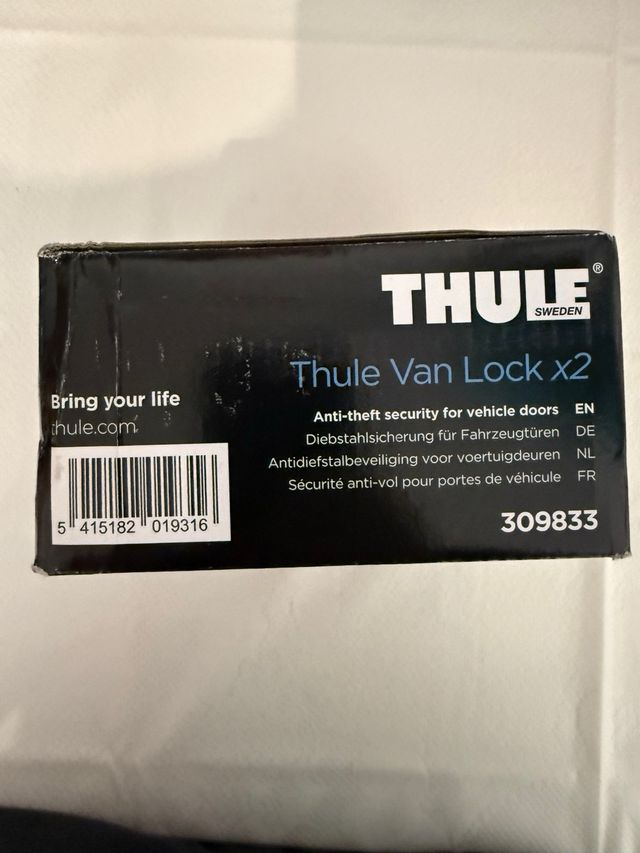 THULE®
SWEDEN
Thule Van Lock x2
Bring your life
thule.com
Anti-theft security for vehicle doors EN
Diebstahlsicherung für Fahrzeugtüren DE
Antidiefstalbeveiliging voor voertuigdeuren NL
Sécurité anti-vol pour portes de véhicule FR
309833
5 415182 019316